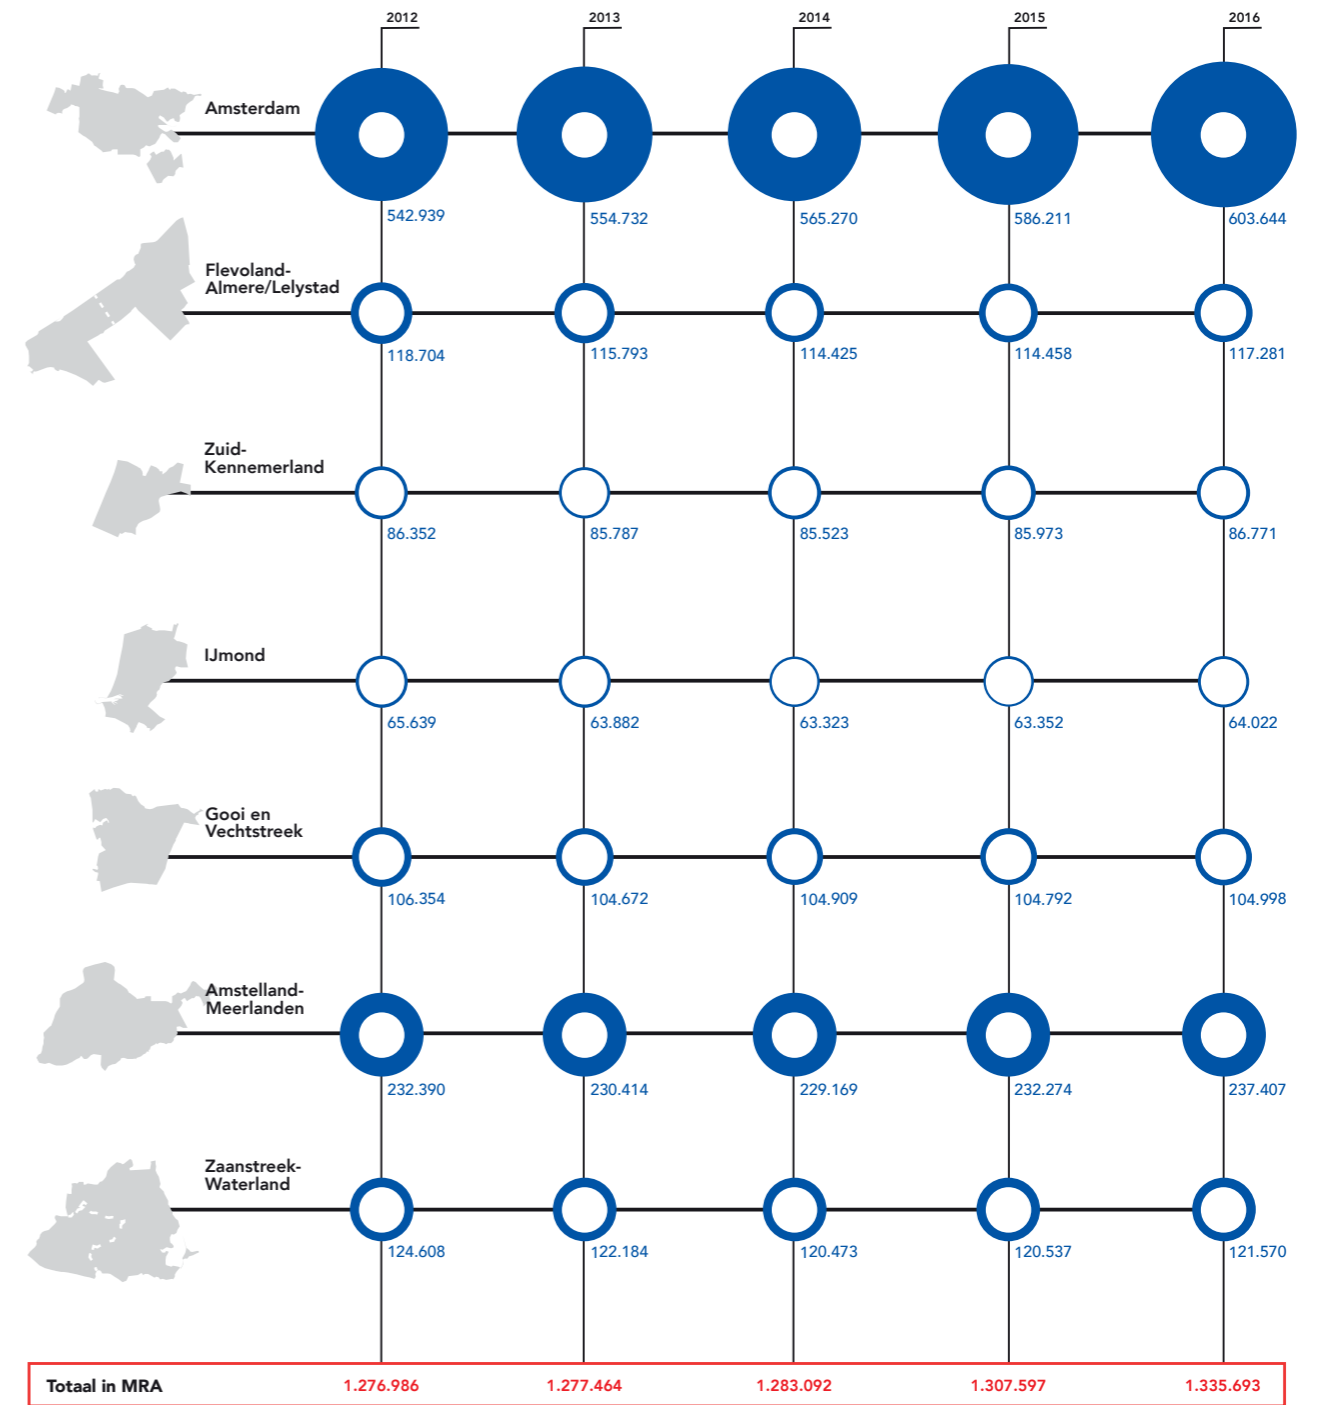 2012 2013 2014 2015 2016
Amsterdam
542.939 554.732 565.270 586.211 603.644
Flevoland-
Almere/Lelystad
118.704 115.793 114.425 114.458 117.281
Zuid-
Kennemerland
86.352 85.787 85.523 85.973 86.771
IJmond
65.639 63.882 63.323 63.352 64.022
Gooi en
Vechtstreek
106.354 104.672 104.909 104.792 104.998
Amstelland-
Meerlanden
232.390 230.414 229.169 232.274 237.407
Zaanstreek-
Waterland
124.608 122.184 120.473 120.537 121.570
Totaal in MRA 1.276.986 1.277.464 1.283.092 1.307.597 1.335.693